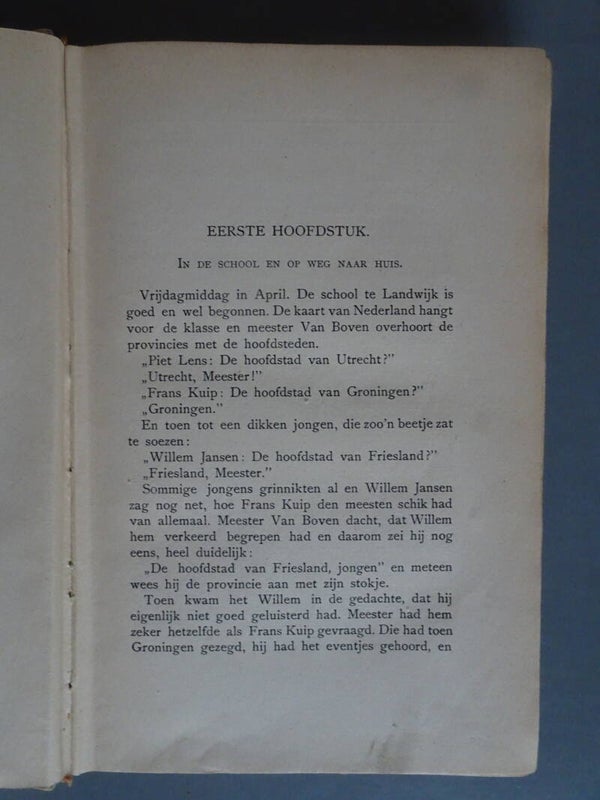 EERSTE HOOFDSTUK.
IN DE SCHOOL EN OP WEG NAAR HUIS.
Vrijdagmiddag in April. De school te Landwijk is
goed en wel begonnen. De kaart van Nederland hangt
voor de klasse en meester Van Boven overhoort de
provincies met de hoofdsteden.
„Piet Lens: De hoofdstad van Utrecht?”
„Utrecht, Meester!”
„Frans Kuip: De hoofdstad van Groningen?”
„Groningen.”
En toen tot een dikken jongen, die zoo'n beetje zat
te soezen:
„Willem Jansen: De hoofdstad van Friesland?”
„Friesland, Meester.”
Sommige jongens grinnikten al en Willem Jansen
zag nog net, hoe Frans Kuip den meesten schik had
van allemaal. Meester Van Boven dacht, dat Willem
hem verkeerd begrepen had en daarom zei hij nog
eens, heel duidelijk:
„De hoofdstad van Friesland, jongen” en meteen
wees hij de provincie aan met zijn stokje.
Toen kwam het Willem in de gedachte, dat hij
eigenlijk niet goed geluisterd had. Meester had hem
zeker hetzelfde als Frans Kuip gevraagd. Die had toen
Groningen gezegd, hij had het eventjes gehoord, en